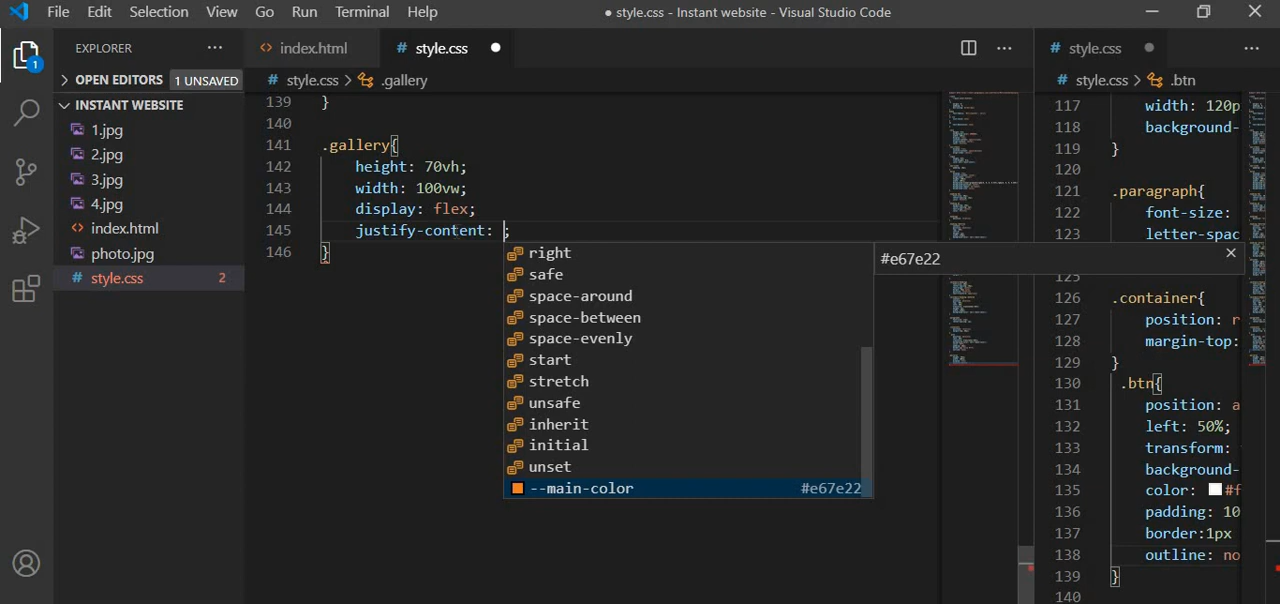 File Edit Selection View Go Run Terminal Help
● style.css - Instant website - Visual Studio Code
EXPLORER ···
1
OPEN EDITORS 1 UNSAVED
INSTANT WEBSITE
1.jpg
2.jpg
3.jpg
4.jpg
<> index.html
photo.jpg
# style.css 2
<> index.html
# style.css ●
···
# style.css > .gallery
139 }
140
141 .gallery{
142 height: 70vh;
143 width: 100vw;
144 display: flex;
145 justify-content: ;
146 }
right
safe
space-around
space-between
space-evenly
start
stretch
unsafe
inherit
initial
unset
--main-color #e67e22
#e67e22
# style.css ●
···
# style.css > .btn
117 width: 120p
118 background-
119 }
120
121 .paragraph{
122 font-size:
123 letter-spa
125
126 .container{
127 position: r
128 margin-top:
129 }
130 .btn{
131 position: a
132 left: 50%;
133 transform:
134 background-
135 color: #f
136 padding: 10
137 border:1px
138 outline: no
139 }
140